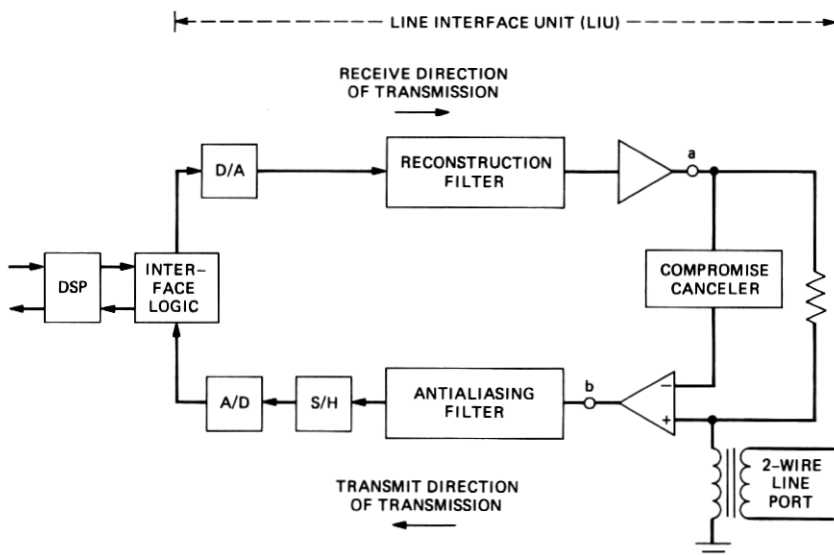 LINE INTERFACE UNIT (LIU)
RECEIVE DIRECTION
OF TRANSMISSION
D/A
RECONSTRUCTION
FILTER
a
DSP
INTER-
FACE
LOGIC
COMPROMISE
CANCELER
A/D
S/H
ANTIALIASING
FILTER
b
−
+
2-WIRE
LINE
PORT
TRANSMIT DIRECTION
OF TRANSMISSION